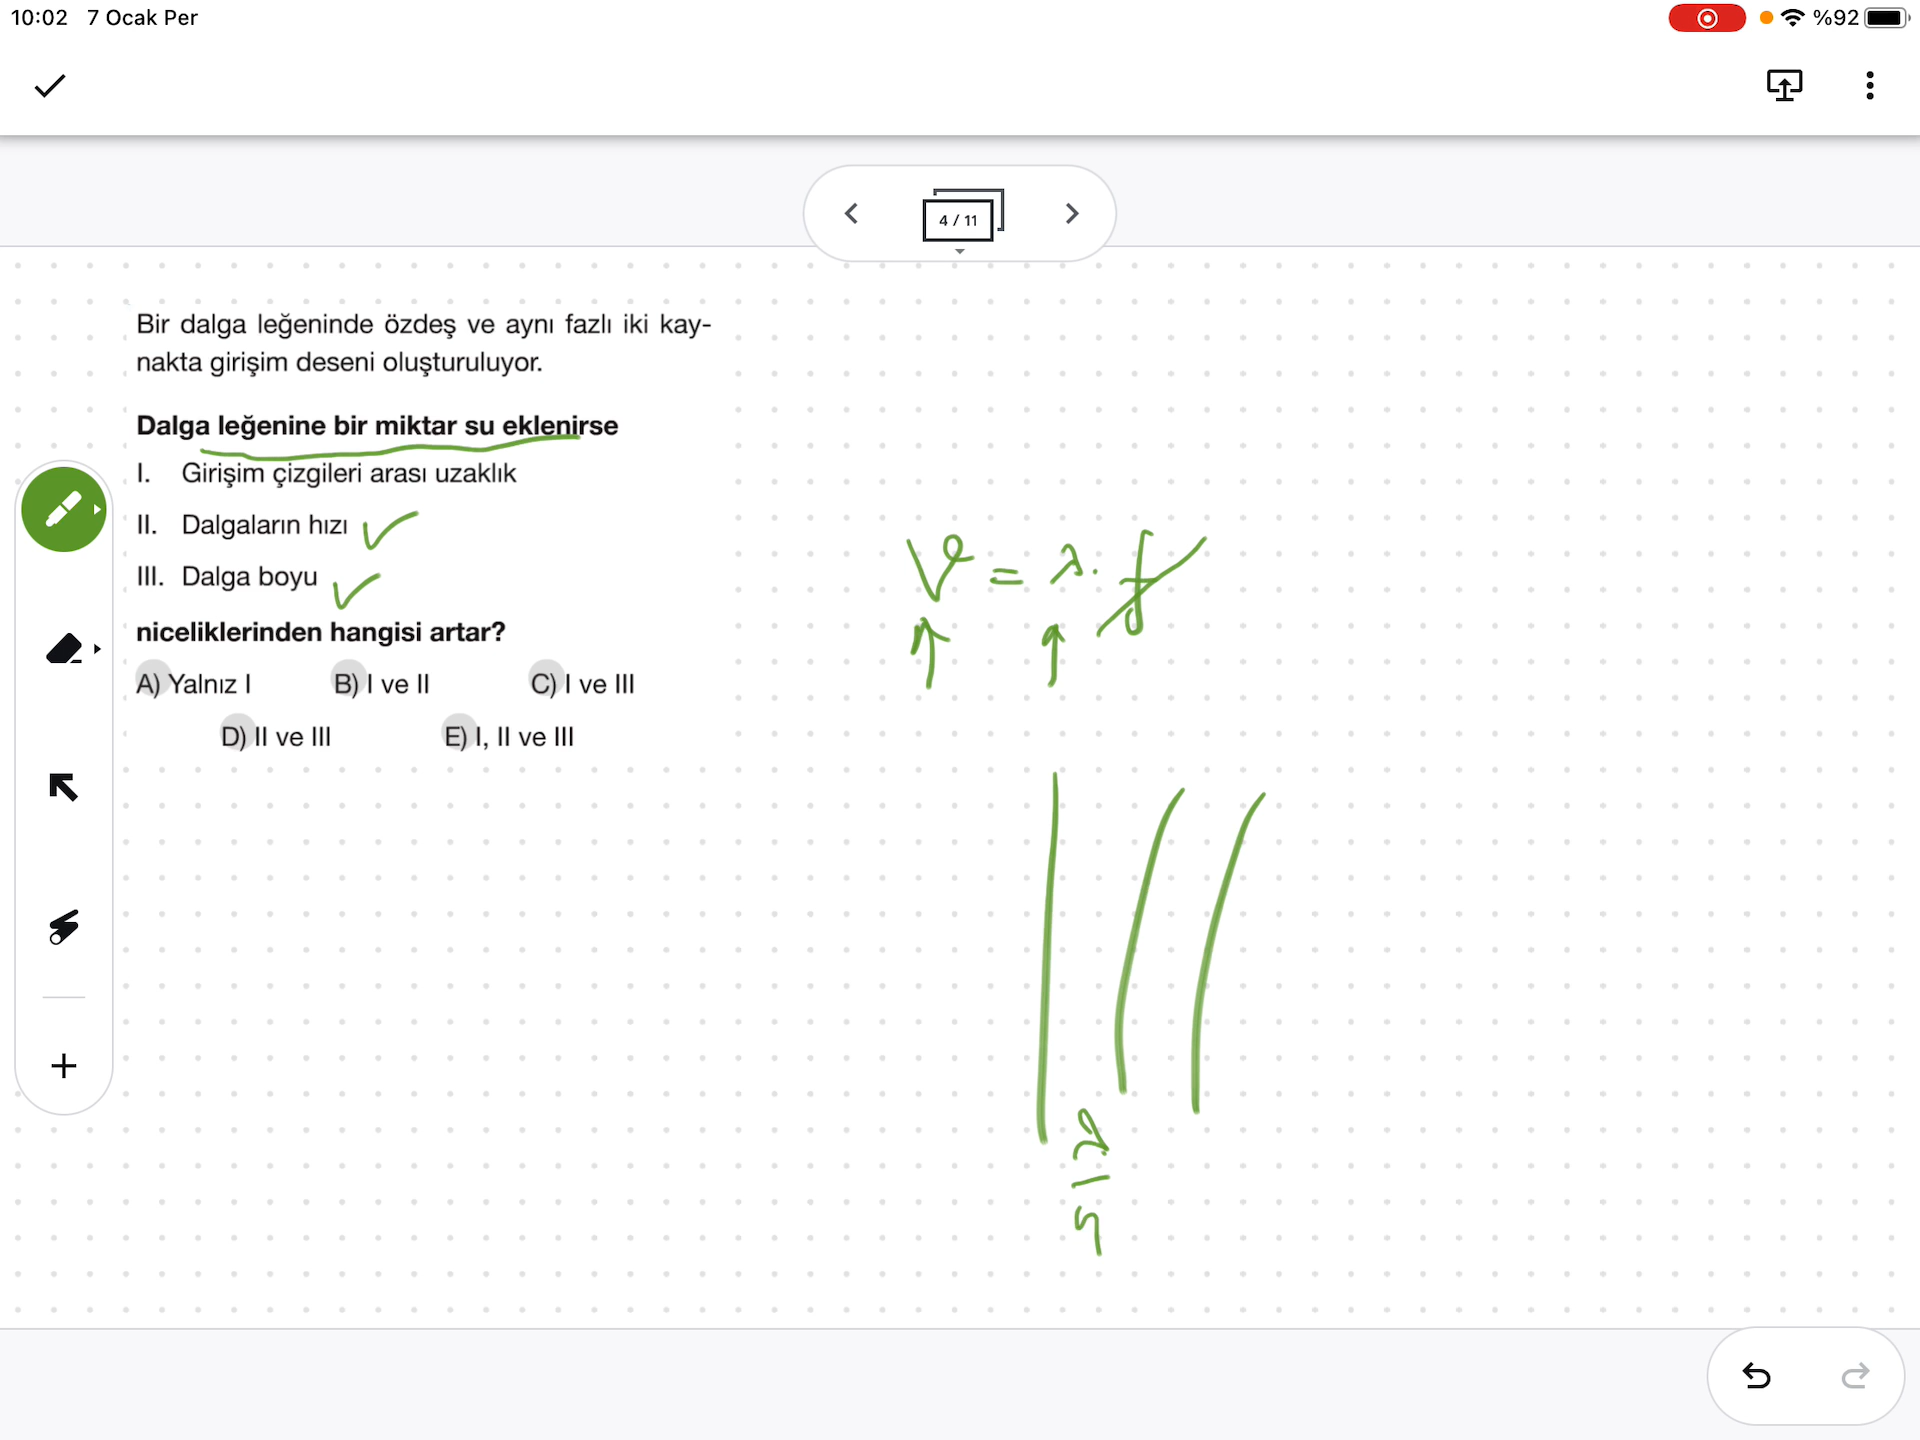 10:02 7 Ocak Per
%92
4 / 11
Bir dalga leğeninde özdeş ve aynı fazlı iki kay-
nakta girişim deseni oluşturuluyor.
Dalga leğenine bir miktar su eklenirse
I. Girişim çizgileri arası uzaklık
II. Dalgaların hızı
III. Dalga boyu
niceliklerinden hangisi artar?
A) Yalnız I B) I ve II C) I ve III
D) II ve III E) I, II ve III
V = λ . f
λ
4